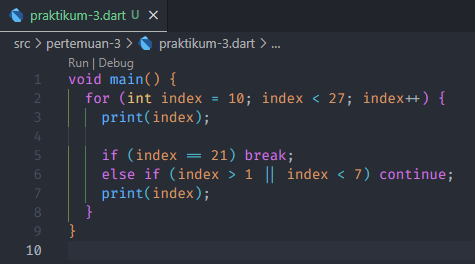 praktikum-3.dart U ×
src > pertemuan-3 > praktikum-3.dart > ...
Run | Debug
1 void main() {
2 for (int index = 10; index < 27; index++) {
3 print(index);
4
5 if (index == 21) break;
6 else if (index > 1 || index < 7) continue;
7 print(index);
8 }
9 }
10